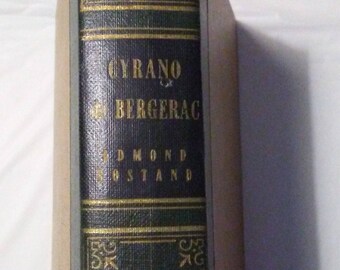 CYRANO
de BERGERAC
EDMOND
ROSTAND